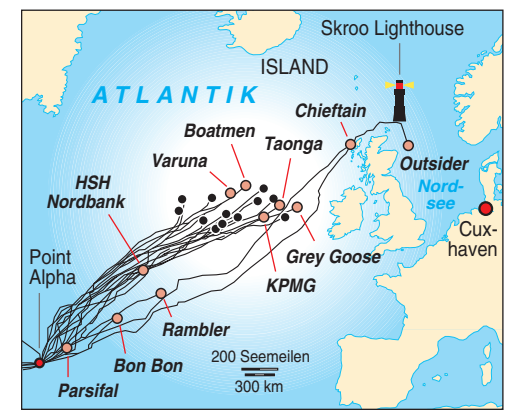 Skroo Lighthouse
ISLAND
ATLANTIK
Chieftain
Boatmen
Taonga
Varuna
Outsider
HSH
Nordbank
Nord-
see
Cux-
haven
Grey Goose
Point
Alpha
KPMG
Rambler
200 Seemeilen
Bon Bon
300 km
Parsifal